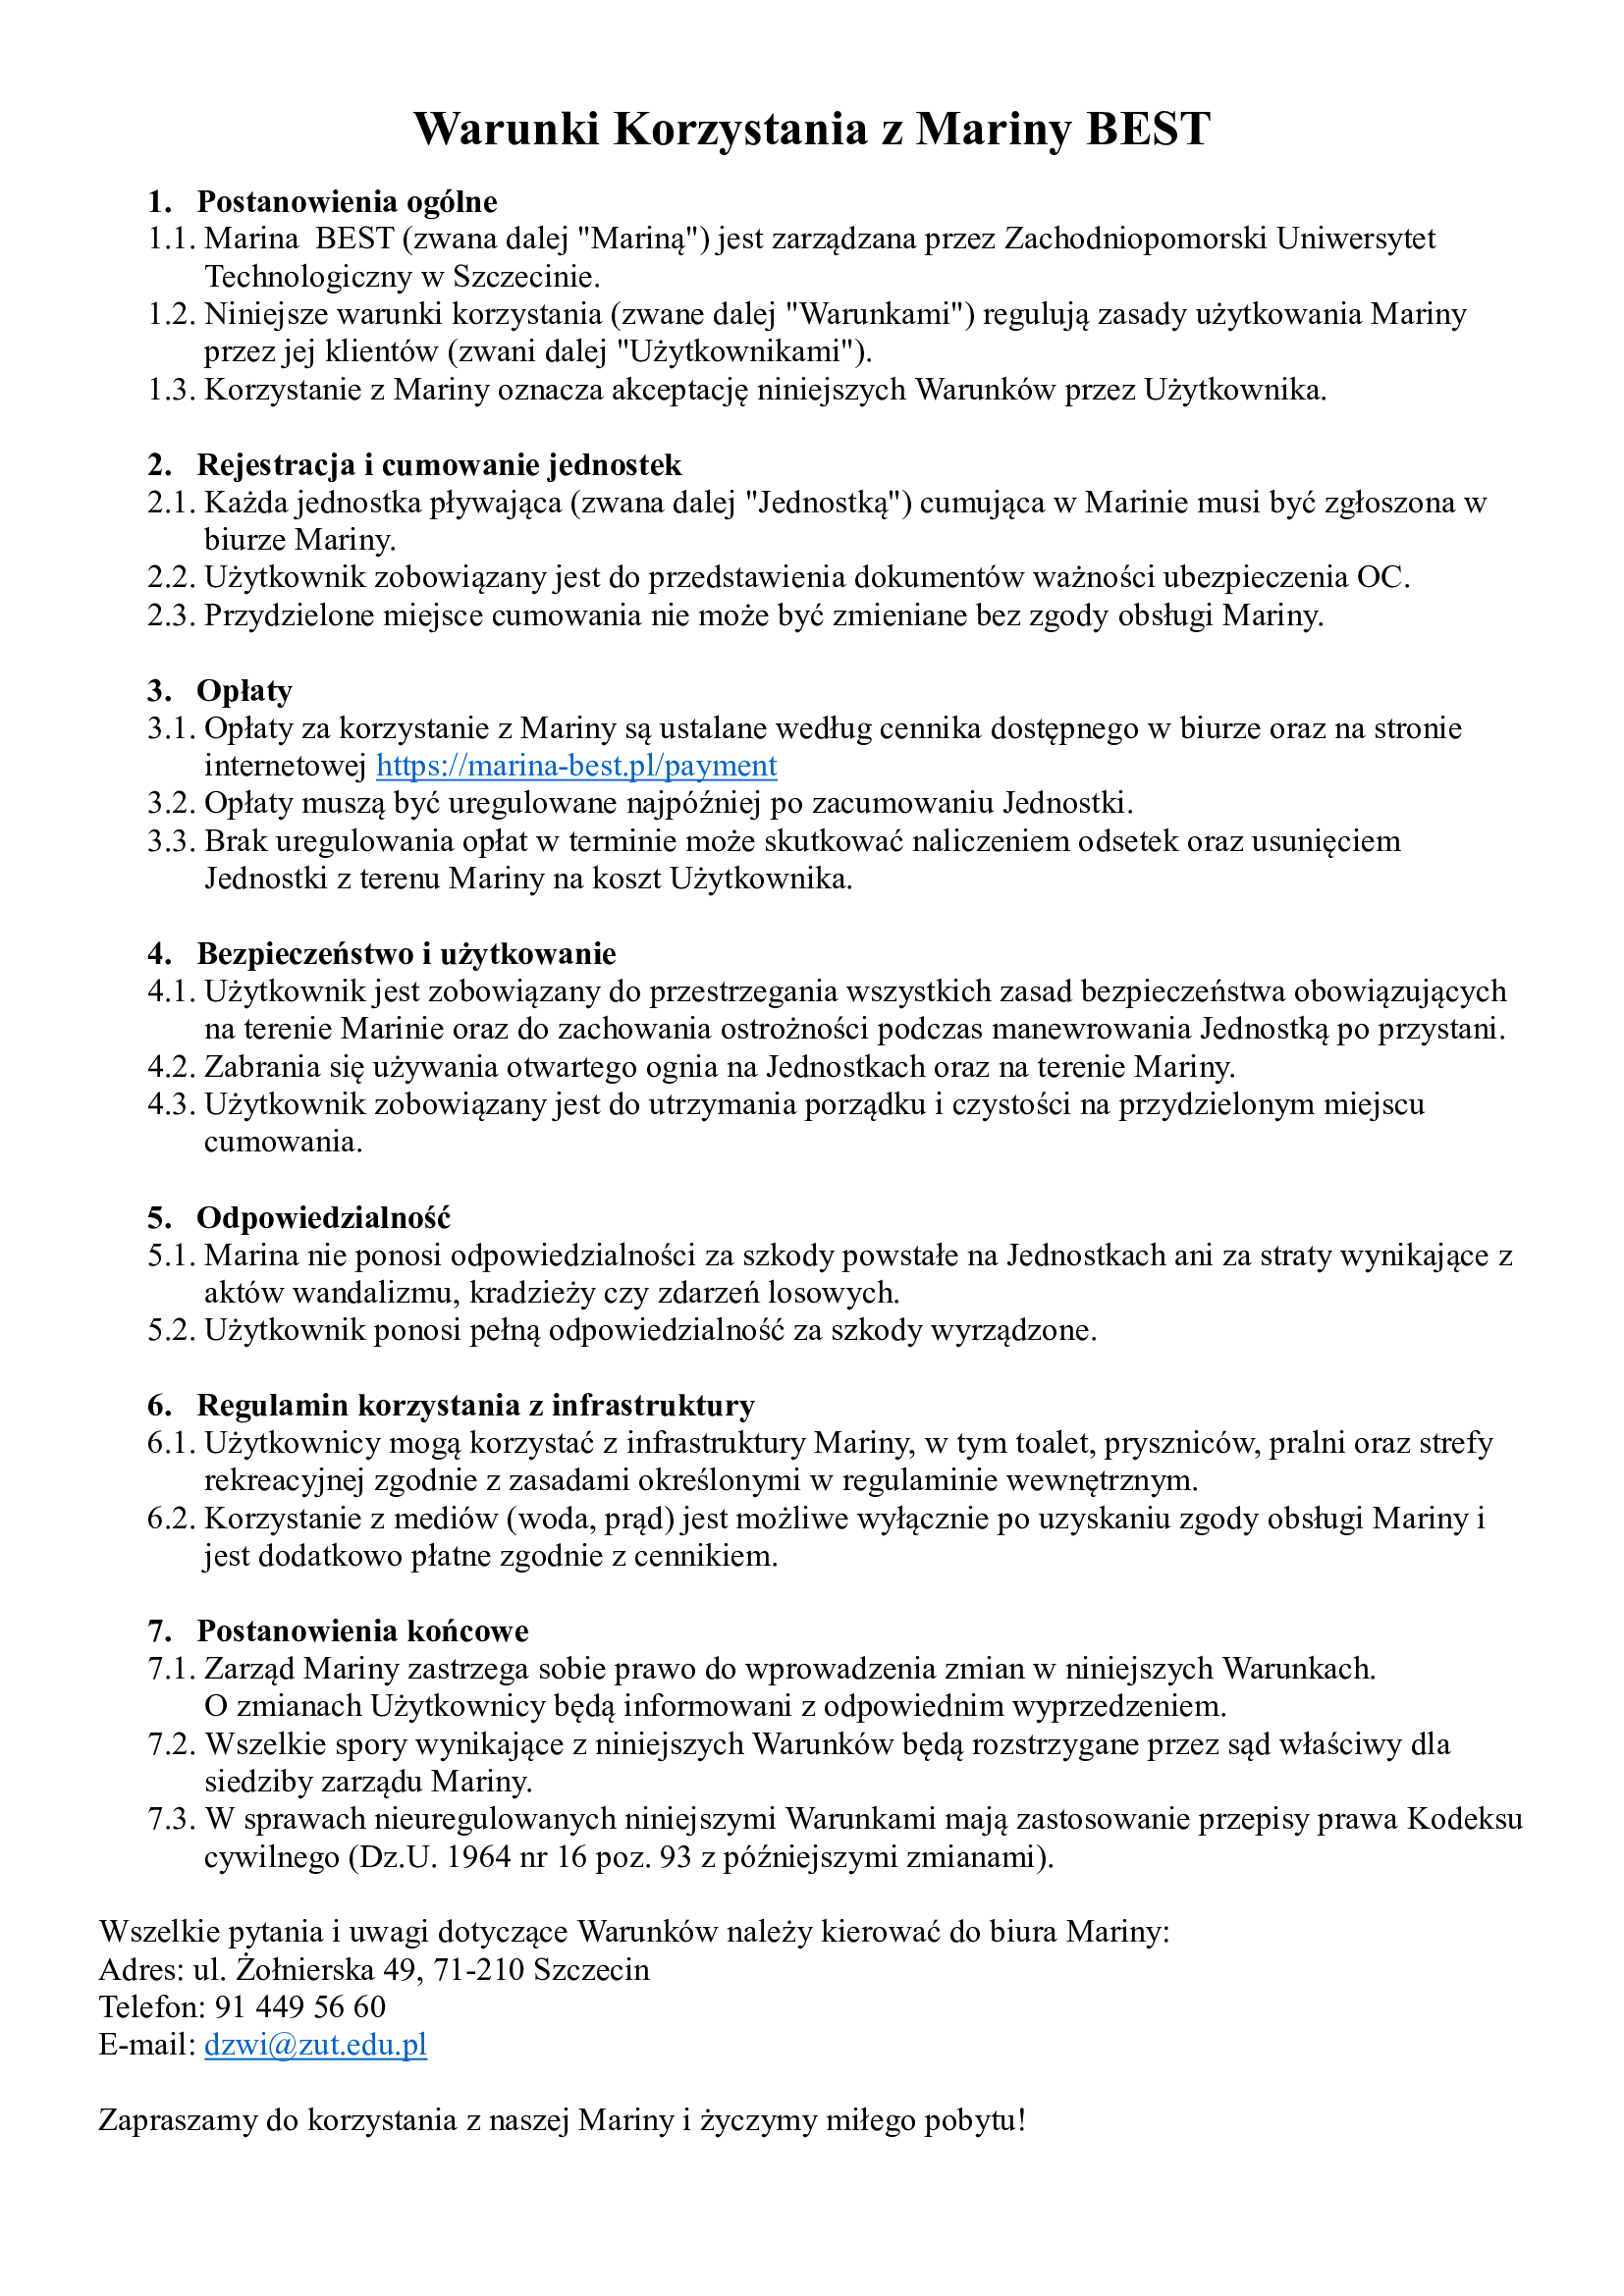 Warunki Korzystania z Mariny BEST
1. Postanowienia ogólne
1.1. Marina  BEST (zwana dalej "Mariną") jest zarządzana przez Zachodniopomorski Uniwersytet
Technologiczny w Szczecinie.
1.2. Niniejsze warunki korzystania (zwane dalej "Warunkami") regulują zasady użytkowania Mariny
przez jej klientów (zwani dalej "Użytkownikami").
1.3. Korzystanie z Mariny oznacza akceptację niniejszych Warunków przez Użytkownika.
2. Rejestracja i cumowanie jednostek
2.1. Każda jednostka pływająca (zwana dalej "Jednostką") cumująca w Marinie musi być zgłoszona w
biurze Mariny.
2.2. Użytkownik zobowiązany jest do przedstawienia dokumentów ważności ubezpieczenia OC.
2.3. Przydzielone miejsce cumowania nie może być zmieniane bez zgody obsługi Mariny.
3. Opłaty
3.1. Opłaty za korzystanie z Mariny są ustalane według cennika dostępnego w biurze oraz na stronie
internetowej https://marina-best.pl/payment
3.2. Opłaty muszą być uregulowane najpóźniej po zacumowaniu Jednostki.
3.3. Brak uregulowania opłat w terminie może skutkować naliczeniem odsetek oraz usunięciem
Jednostki z terenu Mariny na koszt Użytkownika.
4. Bezpieczeństwo i użytkowanie
4.1. Użytkownik jest zobowiązany do przestrzegania wszystkich zasad bezpieczeństwa obowiązujących
na terenie Marinie oraz do zachowania ostrożności podczas manewrowania Jednostką po przystani.
4.2. Zabrania się używania otwartego ognia na Jednostkach oraz na terenie Mariny.
4.3. Użytkownik zobowiązany jest do utrzymania porządku i czystości na przydzielonym miejscu
cumowania.
5. Odpowiedzialność
5.1. Marina nie ponosi odpowiedzialności za szkody powstałe na Jednostkach ani za straty wynikające z
aktów wandalizmu, kradzieży czy zdarzeń losowych.
5.2. Użytkownik ponosi pełną odpowiedzialność za szkody wyrządzone.
6. Regulamin korzystania z infrastruktury
6.1. Użytkownicy mogą korzystać z infrastruktury Mariny, w tym toalet, pryszniców, pralni oraz strefy
rekreacyjnej zgodnie z zasadami określonymi w regulaminie wewnętrznym.
6.2. Korzystanie z mediów (woda, prąd) jest możliwe wyłącznie po uzyskaniu zgody obsługi Mariny i
jest dodatkowo płatne zgodnie z cennikiem.
7. Postanowienia końcowe
7.1. Zarząd Mariny zastrzega sobie prawo do wprowadzenia zmian w niniejszych Warunkach.
O zmianach Użytkownicy będą informowani z odpowiednim wyprzedzeniem.
7.2. Wszelkie spory wynikające z niniejszych Warunków będą rozstrzygane przez sąd właściwy dla
siedziby zarządu Mariny.
7.3. W sprawach nieuregulowanych niniejszymi Warunkami mają zastosowanie przepisy prawa Kodeksu
cywilnego (Dz.U. 1964 nr 16 poz. 93 z późniejszymi zmianami).
Wszelkie pytania i uwagi dotyczące Warunków należy kierować do biura Mariny:
Adres: ul. Żołnierska 49, 71-210 Szczecin
Telefon: 91 449 56 60
E-mail: dzwi@zut.edu.pl
Zapraszamy do korzystania z naszej Mariny i życzymy miłego pobytu!